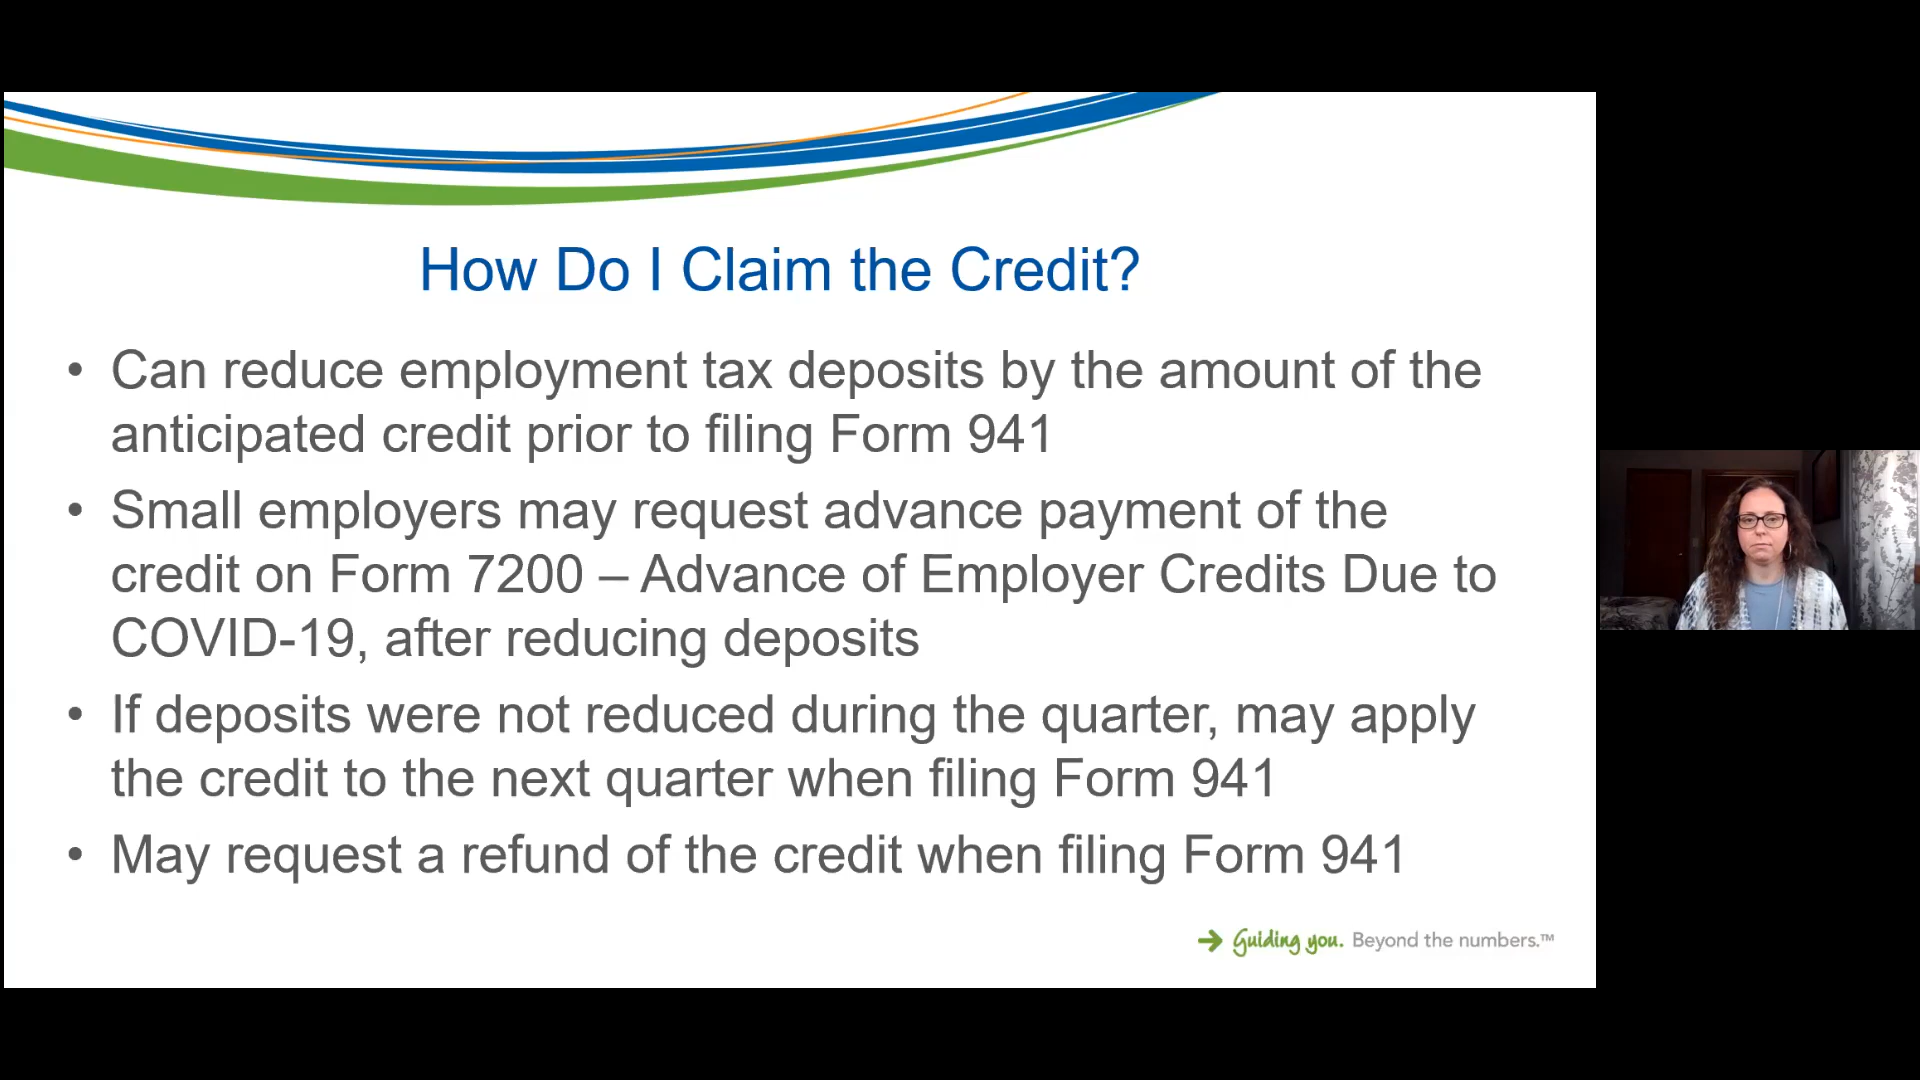 How Do I Claim the Credit?
• Can reduce employment tax deposits by the amount of the
anticipated credit prior to filing Form 941
• Small employers may request advance payment of the
credit on Form 7200 – Advance of Employer Credits Due to
COVID-19, after reducing deposits
• If deposits were not reduced during the quarter, may apply
the credit to the next quarter when filing Form 941
• May request a refund of the credit when filing Form 941
Guiding you. Beyond the numbers.™